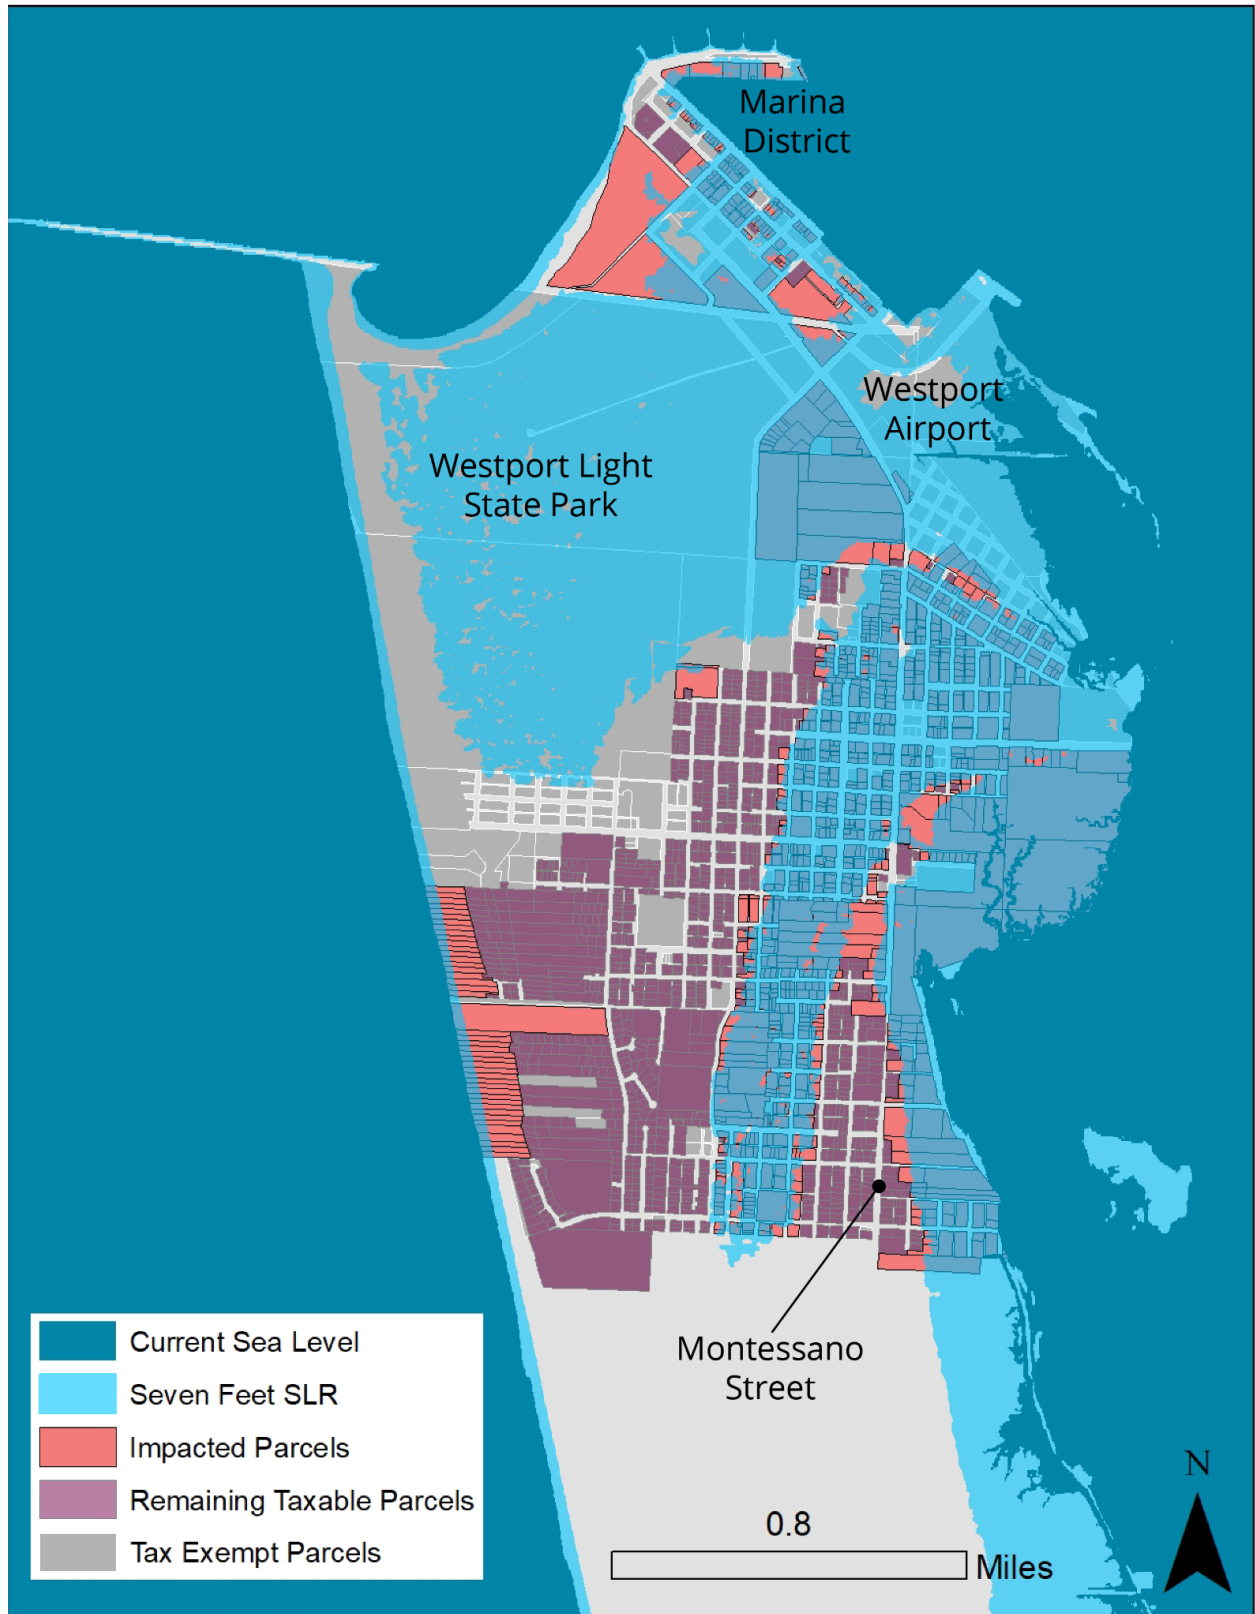 Marina
District
Westport
Airport
Westport Light
State Park
Montessano
Street
Current Sea Level
Seven Feet SLR
Impacted Parcels
Remaining Taxable Parcels
Tax Exempt Parcels
0.8
Miles
N